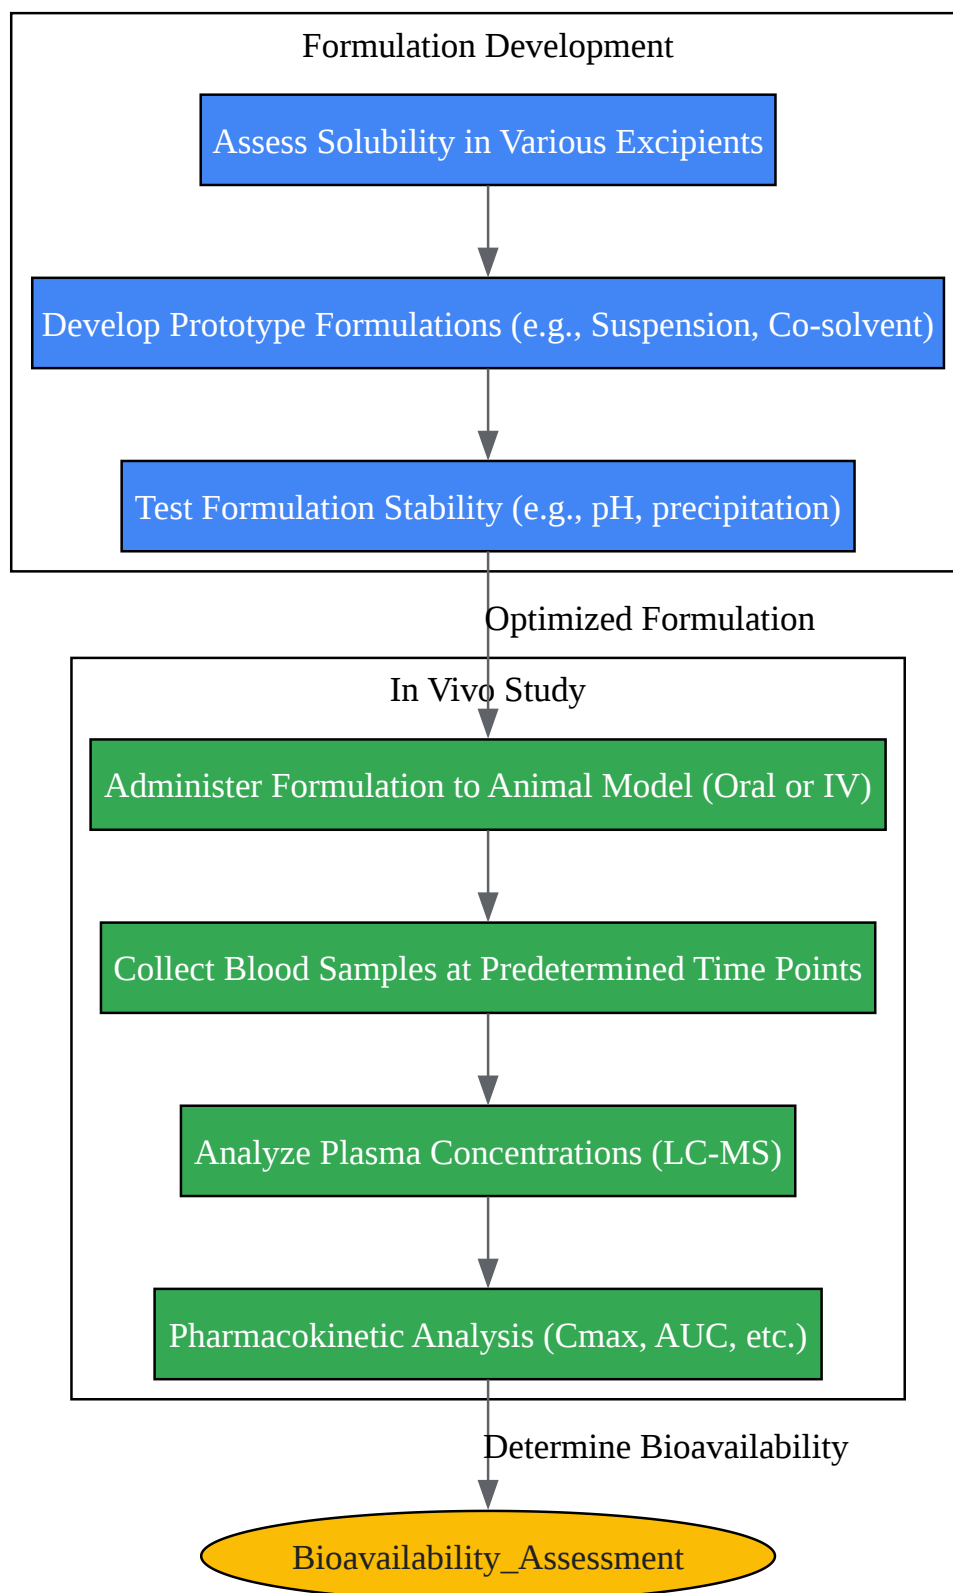 Formulation Development
Assess Solubility in Various Excipients
Develop Prototype Formulations (e.g., Suspension, Co-solvent)
Test Formulation Stability (e.g., pH, precipitation)
Optimized Formulation
In Vivo Study
Administer Formulation to Animal Model (Oral or IV)
Collect Blood Samples at Predetermined Time Points
Analyze Plasma Concentrations (LC-MS)
Pharmacokinetic Analysis (Cmax, AUC, etc.)
Determine Bioavailability
Bioavailability_Assessment